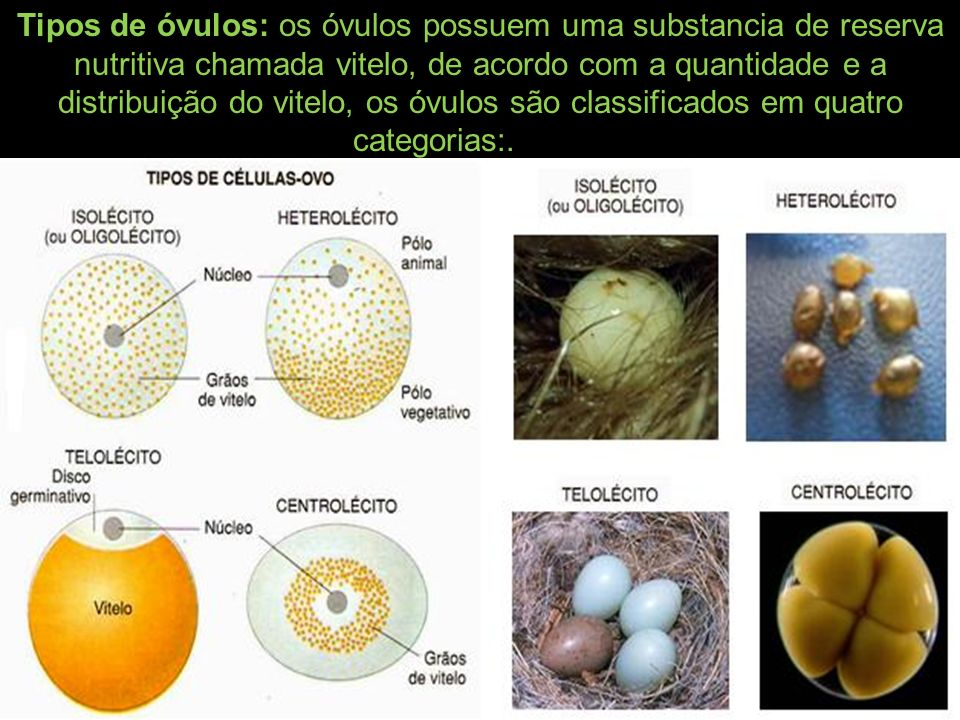 Tipos de óvulos: os óvulos possuem uma substancia de reserva
nutritiva chamada vitelo, de acordo com a quantidade e a
distribuição do vitelo, os óvulos são classificados em quatro
categorias:.
TIPOS DE CÉLULAS-OVO
ISOLÉCITO
(ou OLIGOLÉCITO)
HETEROLÉCITO
Pólo
animal
Núcleo
Grãos
de vitelo
Pólo
vegetativo
TELOLÉCITO
Disco
germinativo
Núcleo
CENTROLÉCITO
Vitelo
Grãos
de vitelo
ISOLÉCITO
(ou OLIGOLÉCITO)
HETEROLÉCITO
TELOLÉCITO
CENTROLÉCITO